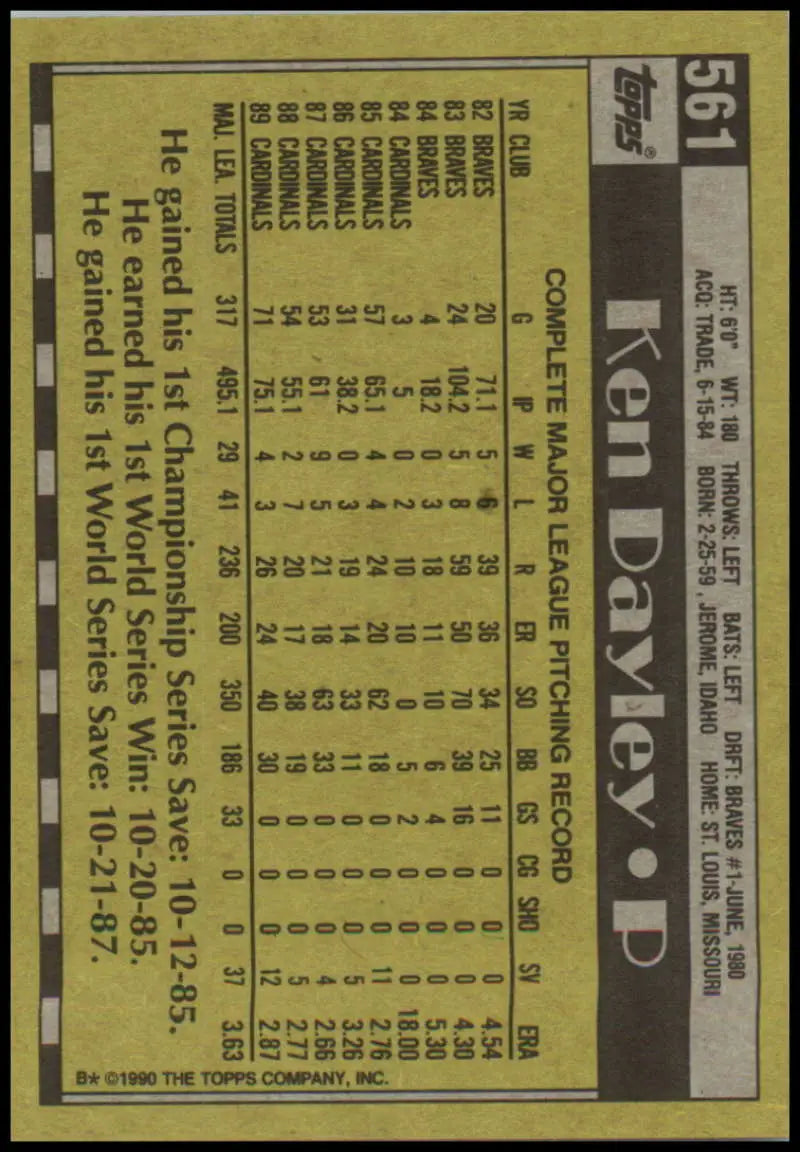 561
HT: 6'0" WT: 180 THROWS: LEFT BATS: LEFT DRFT: BRAVES #1-JUNE, 1980
ACQ: TRADE, 6-15-84 BORN: 2-25-59, JEROME, IDAHO HOME: ST. LOUIS, MISSOURI
TOPPS®
Ken Dayley • P
COMPLETE MAJOR LEAGUE PITCHING RECORD
YR CLUB G IP W L R ER SO BB GS CG SHO SV ERA
82 BRAVES 20 71.1 5 6 39 36 34 25 11 0 0 0 4.54
83 BRAVES 24 104.2 5 8 59 50 70 39 16 0 0 0 4.30
84 BRAVES 4 18.2 0 3 18 11 10 6 4 0 0 0 5.30
84 CARDINALS 3 5 0 2 10 10 0 5 2 0 0 0 18.00
85 CARDINALS 57 65.1 4 4 24 20 62 18 0 0 0 11 2.76
86 CARDINALS 31 38.2 0 3 19 14 33 11 0 0 0 5 3.26
87 CARDINALS 53 61 9 5 21 18 63 33 0 0 0 4 2.66
88 CARDINALS 54 55.1 2 7 20 17 38 19 0 0 0 5 2.77
89 CARDINALS 71 75.1 4 3 26 24 40 30 0 0 0 12 2.87
MAJ. LEA. TOTALS 317 495.1 29 41 236 200 350 186 33 0 0 37 3.63
He gained his 1st Championship Series Save: 10-12-85.
He earned his 1st World Series Win: 10-20-85.
He gained his 1st World Series Save: 10-21-87.
B* ©1990 THE TOPPS COMPANY, INC.